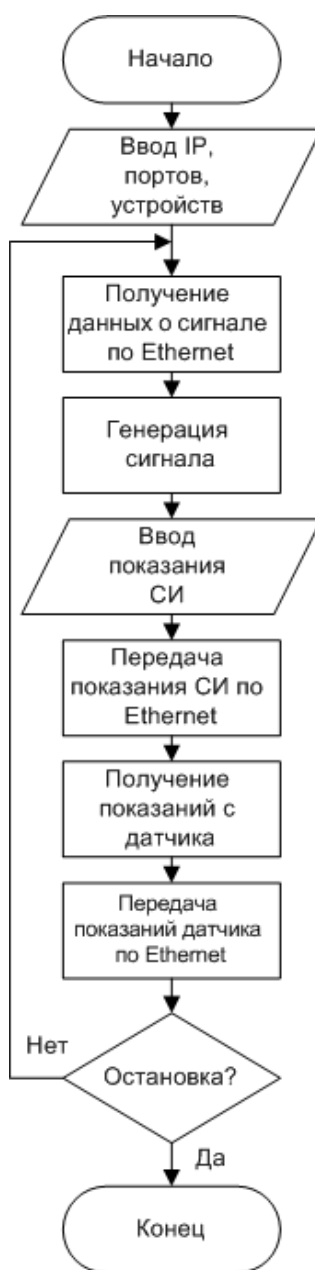 Начало
Ввод IP,
портов,
устройств
Получение
данных о сигнале
по Ethernet
Генерация
сигнала
Ввод
показания
СИ
Передача
показания СИ по
Ethernet
Получение
показаний с
датчика
Передача
показаний датчика
по Ethernet
Нет
Остановка?
Да
Конец